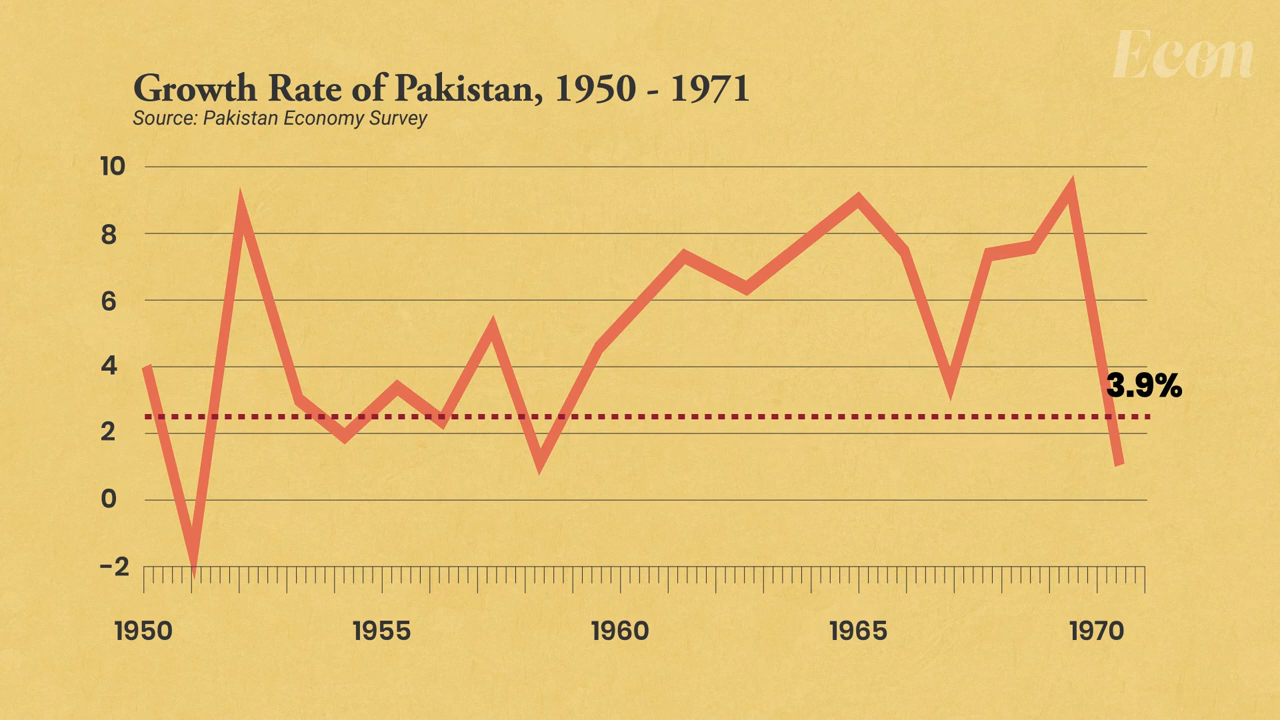 Econ
Growth Rate of Pakistan, 1950 - 1971
Source: Pakistan Economy Survey
10
8
6
4
3.9%
2
0
-2
1950 1955 1960 1965 1970